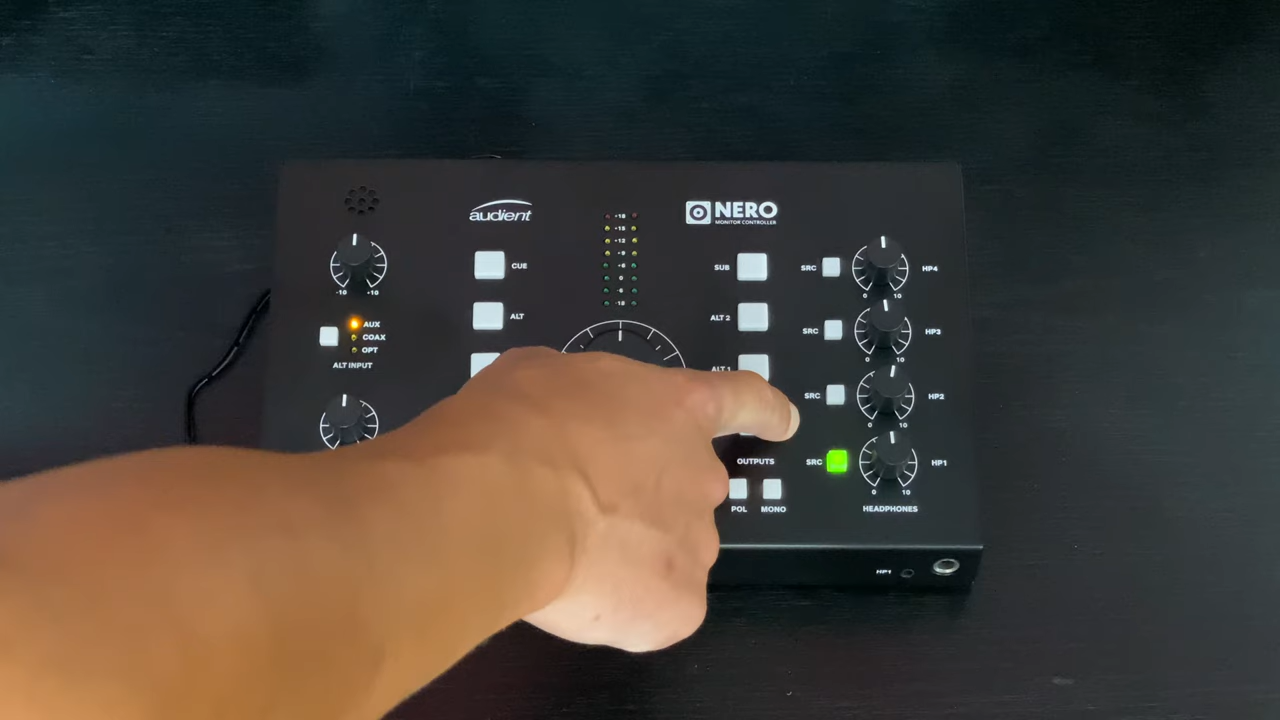 audient
NERO
MONITOR CONTROLLER
+18
+15
+12
+9
+6
0
-6
-18
-10 +10
CUE
ALT
AUX
COAX
OPT
ALT INPUT
SUB
ALT 2
ALT 1
OUTPUTS
POL MONO
SRC HP4
0 10
SRC HP3
0 10
SRC HP2
0 10
SRC HP1
0 10
HEADPHONES
HP1